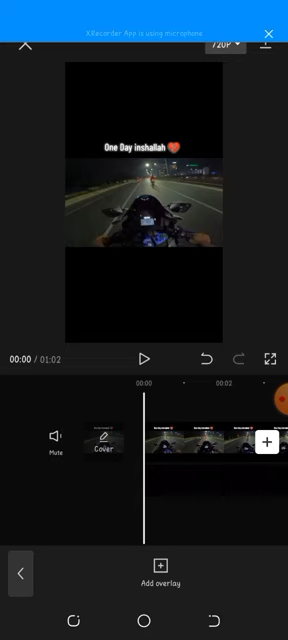 XRecorder App is using microphone
720P
One Day inshallah ❤
00:00 / 01:02
00:00
00:02
Mute
Cover
Add overlay